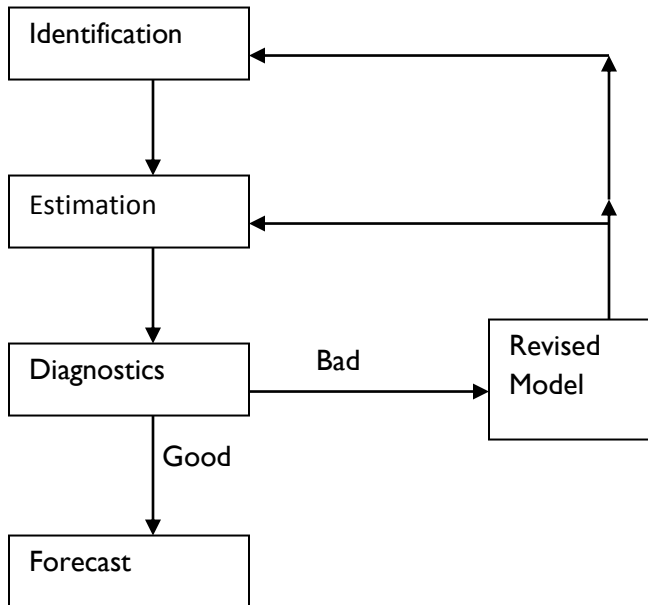 Identification
Estimation
Diagnostics
Bad
Revised
Model
Good
Forecast